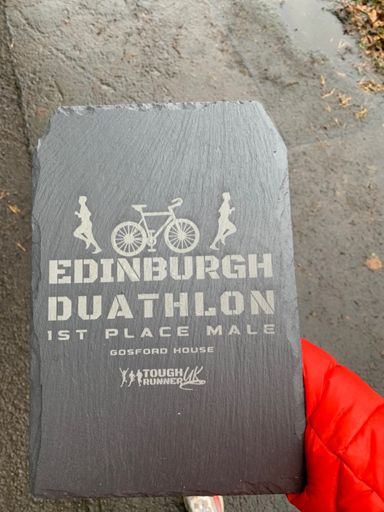 EDINBURGH
DUATHLON
1ST PLACE MALE
GOSFORD HOUSE
TOUGH
RUNNER UK